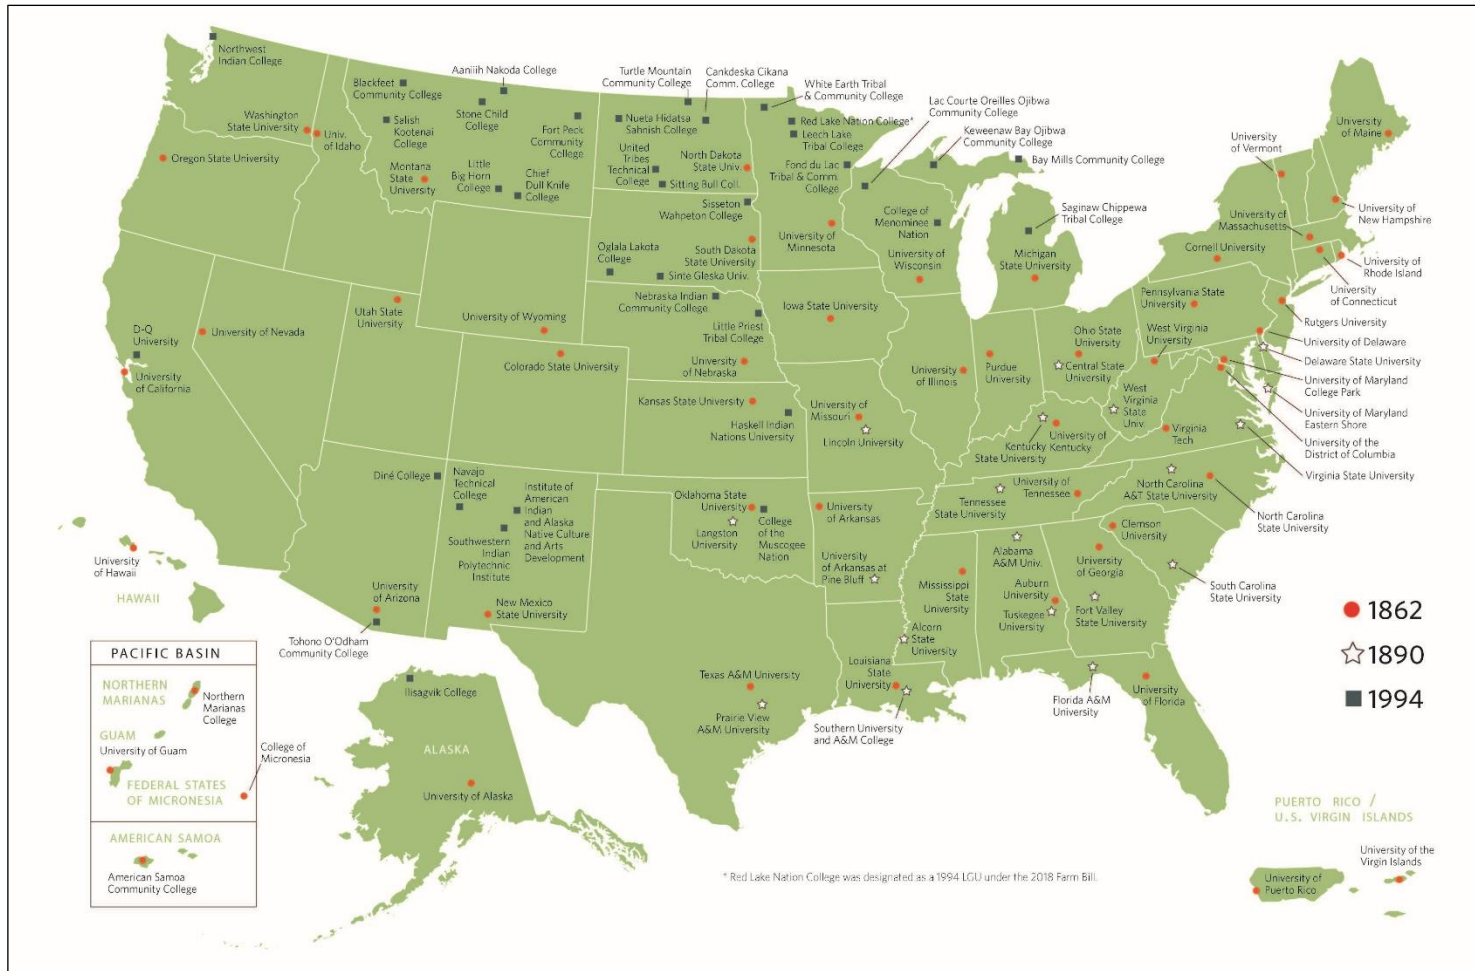 Northwest
Indian College
Washington
State University
Univ.
of Idaho
Oregon State University
Blackfeet
Community College
Salish
Kootenai
College
Montana
State
University
Aaniiih Nakoda College
Stone Child
College
Fort Peck
Community
College
Little
Big Horn
College
Chief
Dull Knife
College
Turtle Mountain
Community College
Cankdeska Cikana
Comm. College
Nueta Hidatsa
Sahnish College
United
Tribes
Technical
College
North Dakota
State Univ.
Sitting Bull Coll.
White Earth Tribal
& Community College
Red Lake Nation College*
Leech Lake
Tribal College
Fond du Lac
Tribal & Comm.
College
Lac Courte Oreilles Ojibwa
Community College
Keweenaw Bay Ojibwa
Community College
Bay Mills Community College
Saginaw Chippewa
Tribal College
Michigan
State University
College of
Menominee
Nation
University of
Wisconsin
University of
Minnesota
Sisseton
Wahpeton College
South Dakota
State University
Oglala Lakota
College
Sinte Gleska Univ.
Nebraska Indian
Community College
Little Priest
Tribal College
University
of Nebraska
Iowa State University
University of Wyoming
Colorado State University
Utah State
University
University of Nevada
D-Q
University
University
of California
Kansas State University
Haskell Indian
Nations University
University of
Missouri
Lincoln University
University
of Illinois
Purdue
University
Ohio State
University
Central State
University
West Virginia
University
West
Virginia
State
Univ.
Kentucky
State University
University of
Kentucky
Virginia
Tech
University
of Maine
University
of Vermont
University of
New Hampshire
University of
Massachusetts
Cornell University
University of
Rhode Island
University
of Connecticut
Pennsylvania State
University
Rutgers University
University of Delaware
Delaware State University
University of Maryland
College Park
University of Maryland
Eastern Shore
University of the
District of Columbia
Virginia State University
North Carolina
A&T State University
North Carolina
State University
University of
Tennessee
Tennessee
State University
Clemson
University
University
of Georgia
South Carolina
State University
Fort Valley
State University
Alabama
A&M Univ.
Auburn
University
Tuskegee
University
Mississippi
State
University
Alcorn
State
University
University
of Arkansas
University
of Arkansas at
Pine Bluff
Oklahoma State
University
Langston
University
College
of the
Muscogee
Nation
Diné College
Navajo
Technical
College
Institute of
American
Indian
and Alaska
Native Culture
and Arts
Development
Southwestern
Indian
Polytechnic
Institute
University
of Arizona
New Mexico
State University
Tohono O'Odham
Community College
Texas A&M University
Prairie View
A&M University
Louisiana
State
University
Southern University
and A&M College
Florida A&M
University
University
of Florida
University
of Hawaii
HAWAII
PACIFIC BASIN
NORTHERN
MARIANAS
Northern
Marianas
College
GUAM
University of Guam
FEDERAL STATES
OF MICRONESIA
College of
Micronesia
AMERICAN SAMOA
American Samoa
Community College
Ilisagvik College
ALASKA
University of Alaska
1862
1890
1994
PUERTO RICO /
U.S. VIRGIN ISLANDS
University of the
Virgin Islands
University of
Puerto Rico
* Red Lake Nation College was designated as a 1994 LGU under the 2018 Farm Bill.